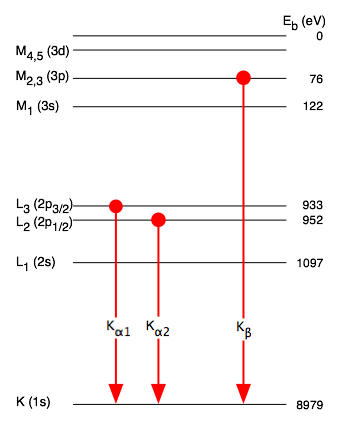 E_b (eV)
0
M_4,5 (3d)
M_2,3 (3p) 76
M_1 (3s) 122
L_3 (2p_3/2) 933
L_2 (2p_1/2) 952
L_1 (2s) 1097
K_α1 K_α2 K_β
K (1s) 8979